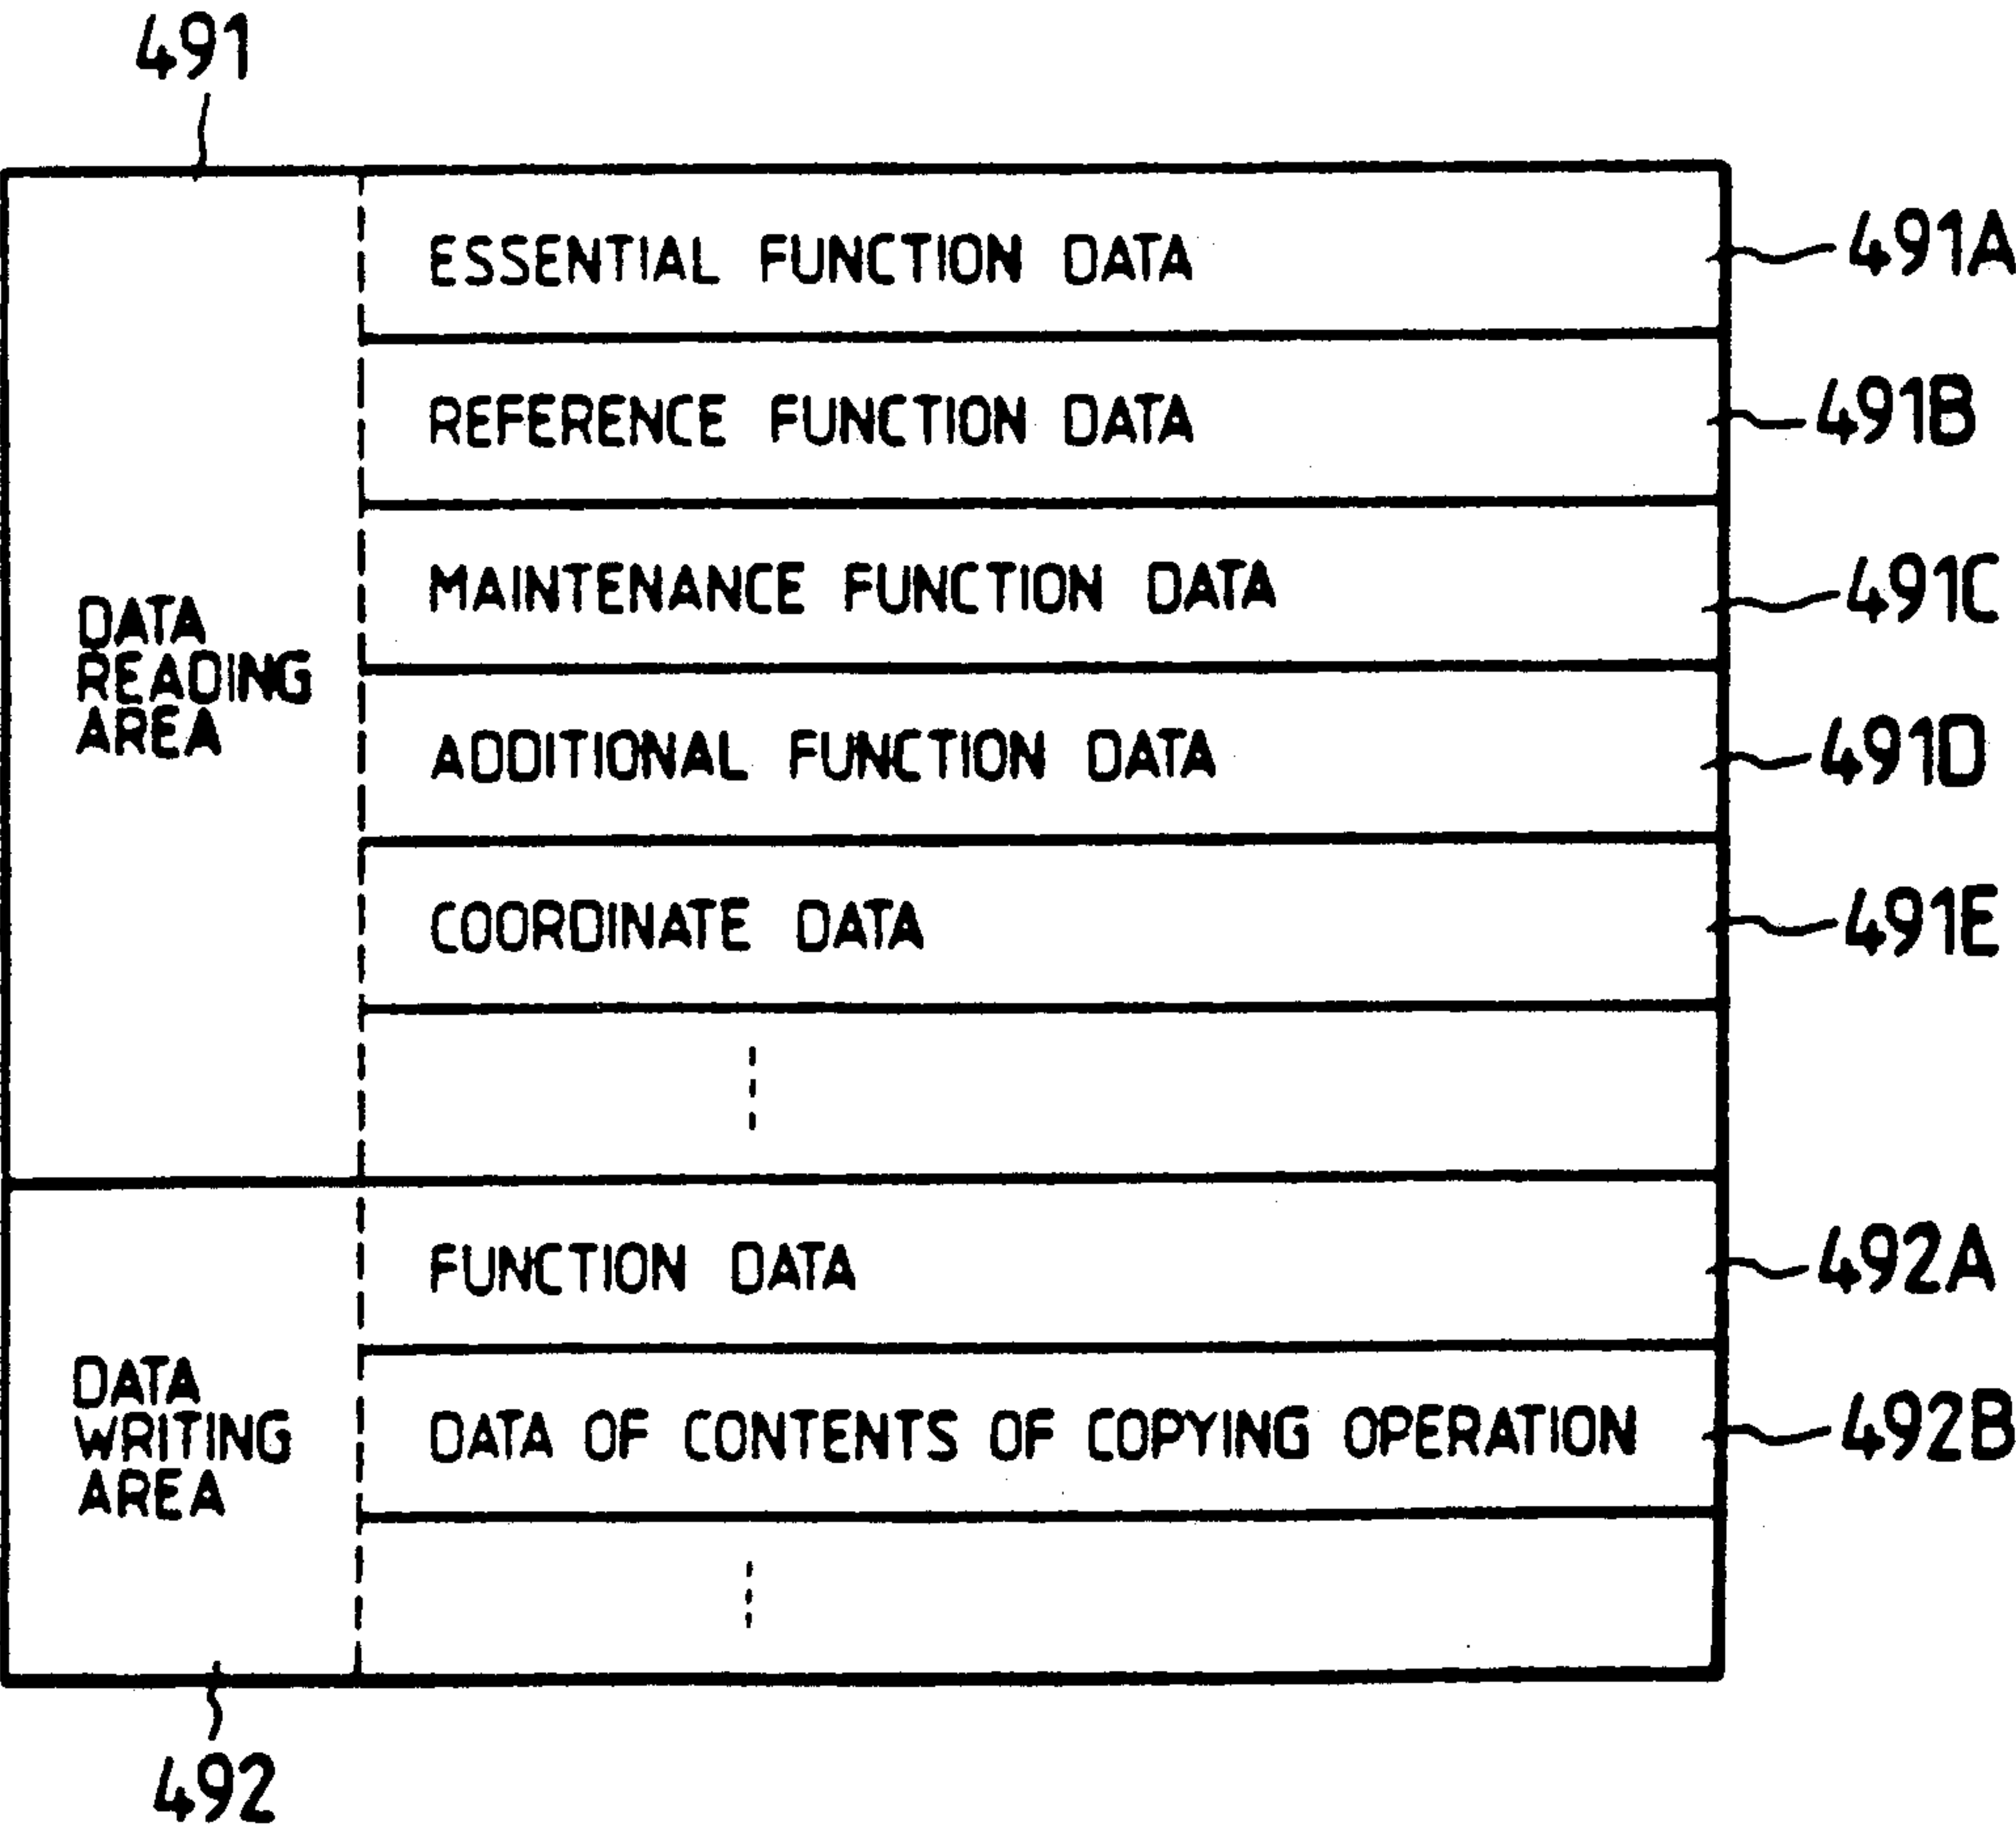 491
ESSENTIAL FUNCTION DATA
491A
REFERENCE FUNCTION DATA
491B
MAINTENANCE FUNCTION DATA
491C
DATA
READING
AREA
ADDITIONAL FUNCTION DATA
491D
COORDINATE DATA
491E
FUNCTION DATA
492A
DATA
WRITING
AREA
DATA OF CONTENTS OF COPYING OPERATION
492B
492